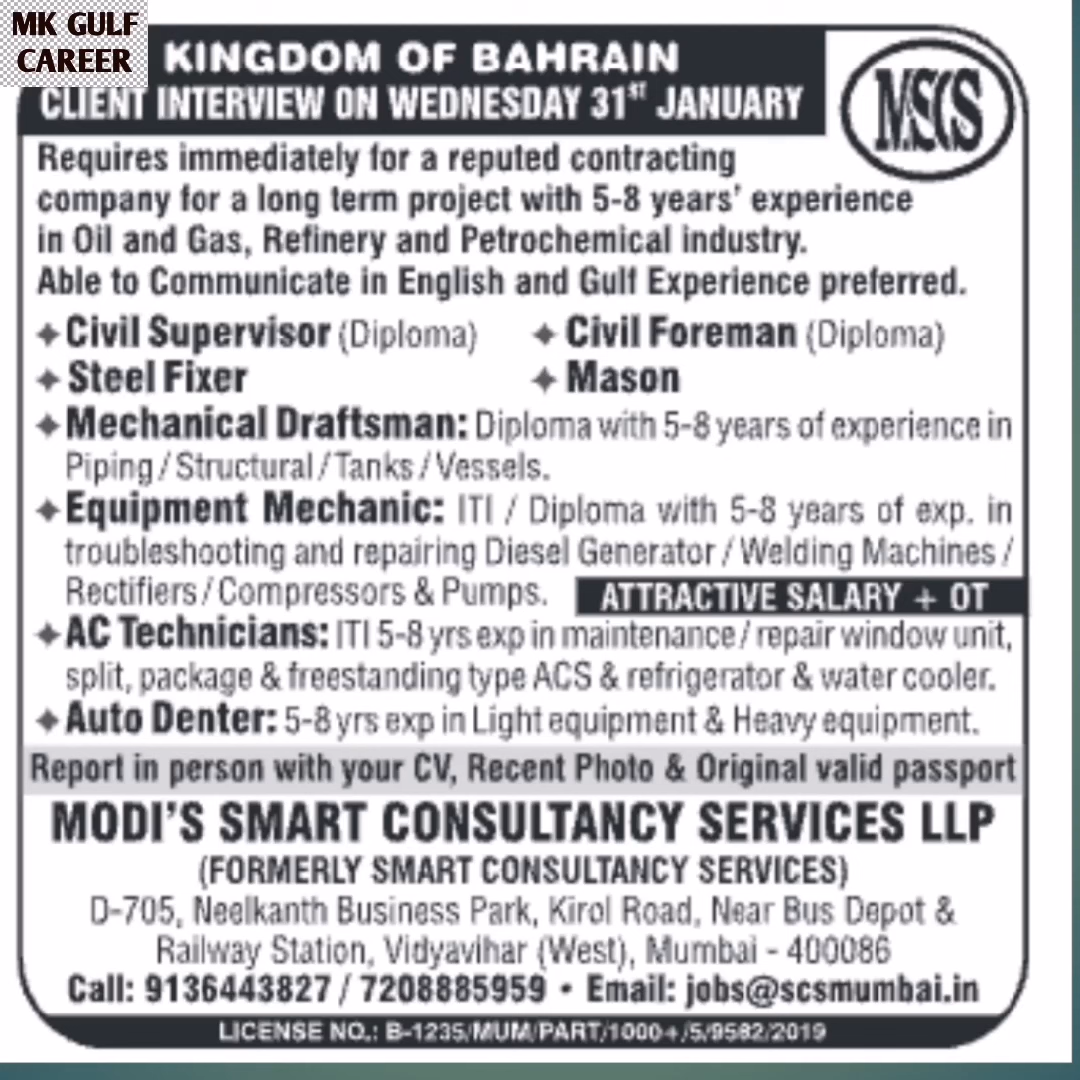 MK GULF
CAREER
KINGDOM OF BAHRAIN
CLIENT INTERVIEW ON WEDNESDAY 31st JANUARY
MSCS
Requires immediately for a reputed contracting
company for a long term project with 5-8 years' experience
in Oil and Gas, Refinery and Petrochemical industry.
Able to Communicate in English and Gulf Experience preferred.
✦ Civil Supervisor (Diploma) ✦ Civil Foreman (Diploma)
✦ Steel Fixer ✦ Mason
✦ Mechanical Draftsman: Diploma with 5-8 years of experience in
Piping / Structural / Tanks / Vessels.
✦ Equipment Mechanic: ITI / Diploma with 5-8 years of exp. in
troubleshooting and repairing Diesel Generator / Welding Machines /
Rectifiers / Compressors & Pumps. ATTRACTIVE SALARY + OT
✦ AC Technicians: ITI 5-8 yrs exp in maintenance / repair window unit,
split, package & freestanding type ACS & refrigerator & water cooler.
✦ Auto Denter: 5-8 yrs exp in Light equipment & Heavy equipment.
Report in person with your CV, Recent Photo & Original valid passport
MODI'S SMART CONSULTANCY SERVICES LLP
(FORMERLY SMART CONSULTANCY SERVICES)
D-705, Neelkanth Business Park, Kirol Road, Near Bus Depot &
Railway Station, Vidyavihar (West), Mumbai - 400086
Call: 9136443827 / 7208885959 • Email: jobs@scsmumbai.in
LICENSE NO.: B-1235/MUM/PART/1000+/5/9582/2019